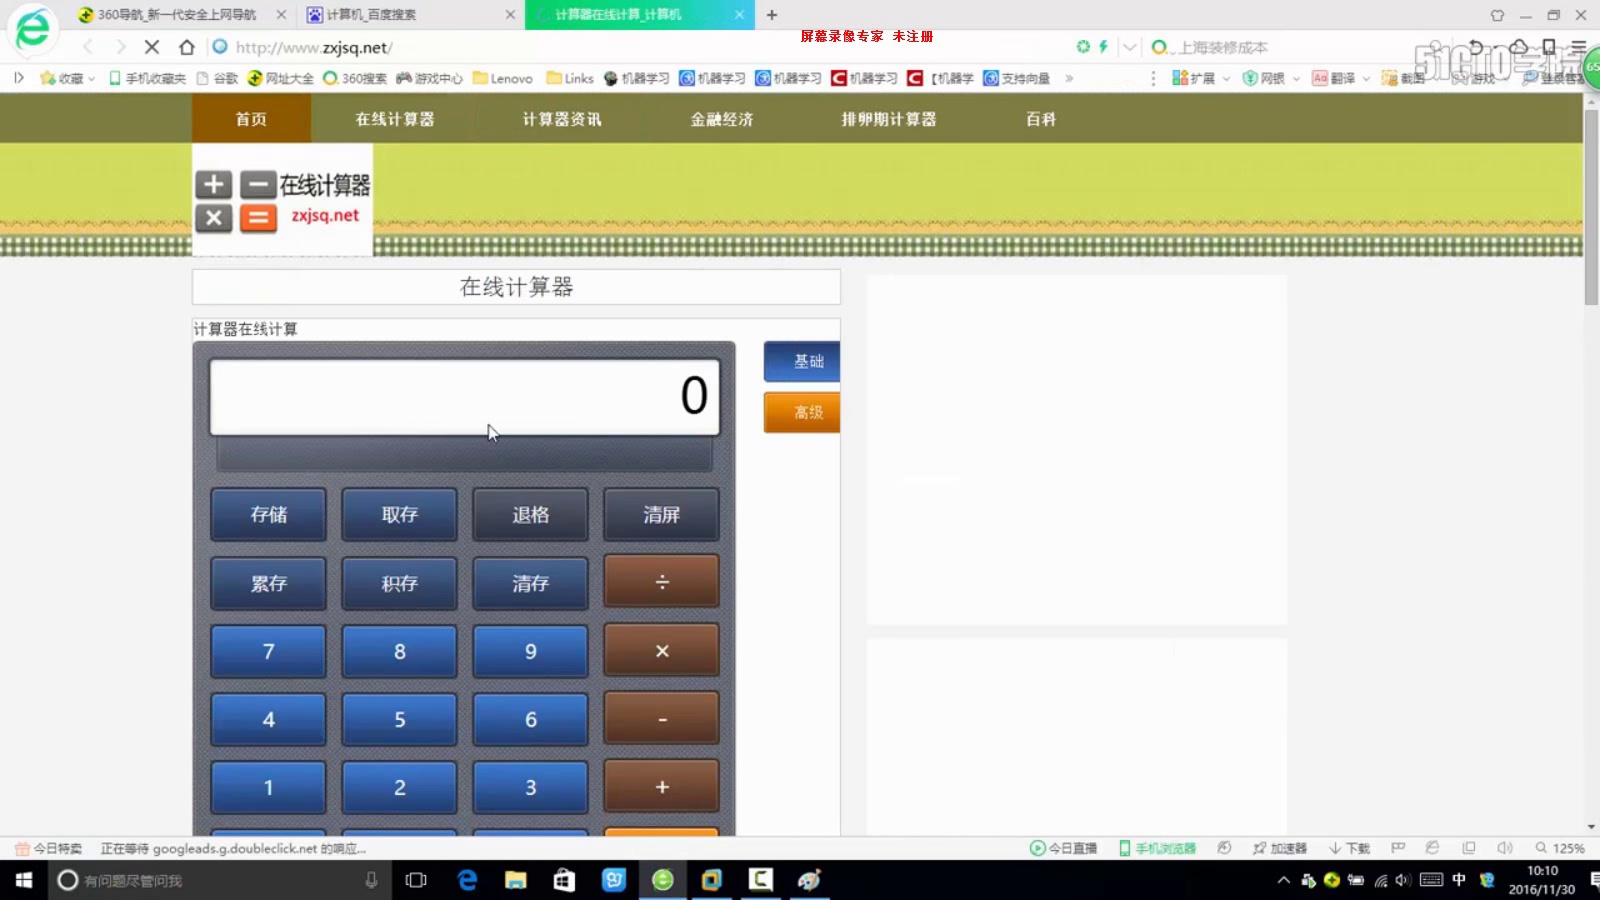 360导航_新一代安全上网导航
计算机_百度搜索
计算器在线计算_计算机
屏幕录像专家 未注册
http://www.zxjsq.net/
上海装修成本
51CTO学院
65
收藏
手机收藏夹
谷歌
网址大全
360搜索
游戏中心
Lenovo
Links
机器学习
机器学习
机器学习
机器学习
【机器学
支持向量
»
扩展
网银
Aa 翻译
截图
游戏
首页
在线计算器
计算器资讯
金融经济
排卵期计算器
百科
在线计算器
zxjsq.net
在线计算器
计算器在线计算
0
基础
高级
存储
取存
退格
清屏
累存
积存
清存
÷
7
8
9
×
4
5
6
-
1
2
3
+
今日特卖
正在等待 googleads.g.doubleclick.net 的响应...
今日直播
手机浏览器
加速器
下载
125%
有问题尽管问我
中
10:10
2016/11/30